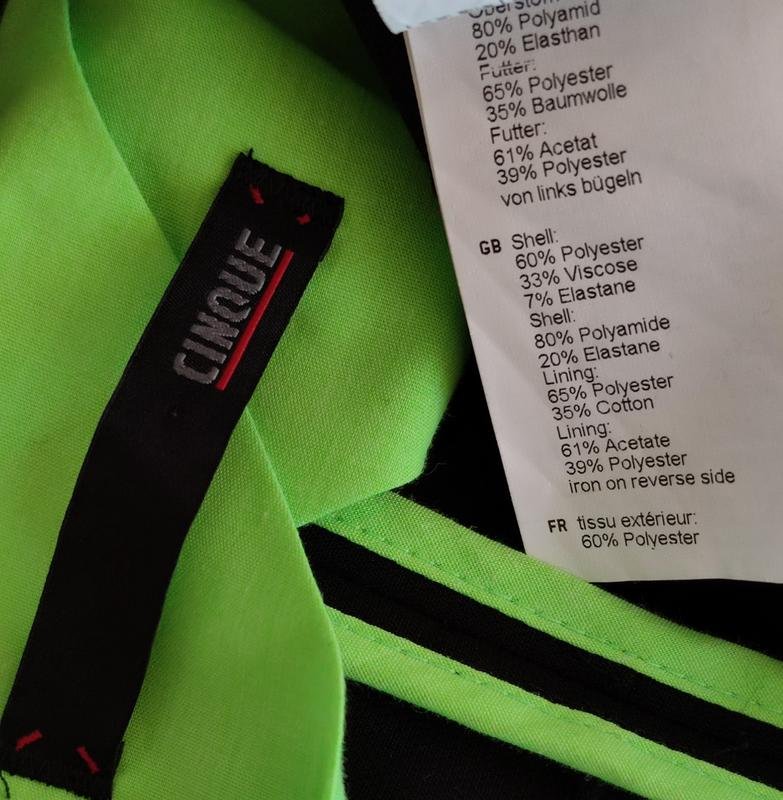 CINQUE
Oberstoff:
80% Polyamid
20% Elasthan
Futter:
65% Polyester
35% Baumwolle
Futter:
61% Acetat
39% Polyester
von links bügeln
GB Shell:
60% Polyester
33% Viscose
7% Elastane
Shell:
80% Polyamide
20% Elastane
Lining:
65% Polyester
35% Cotton
Lining:
61% Acetate
39% Polyester
iron on reverse side
FR tissu extérieur:
60% Polyester